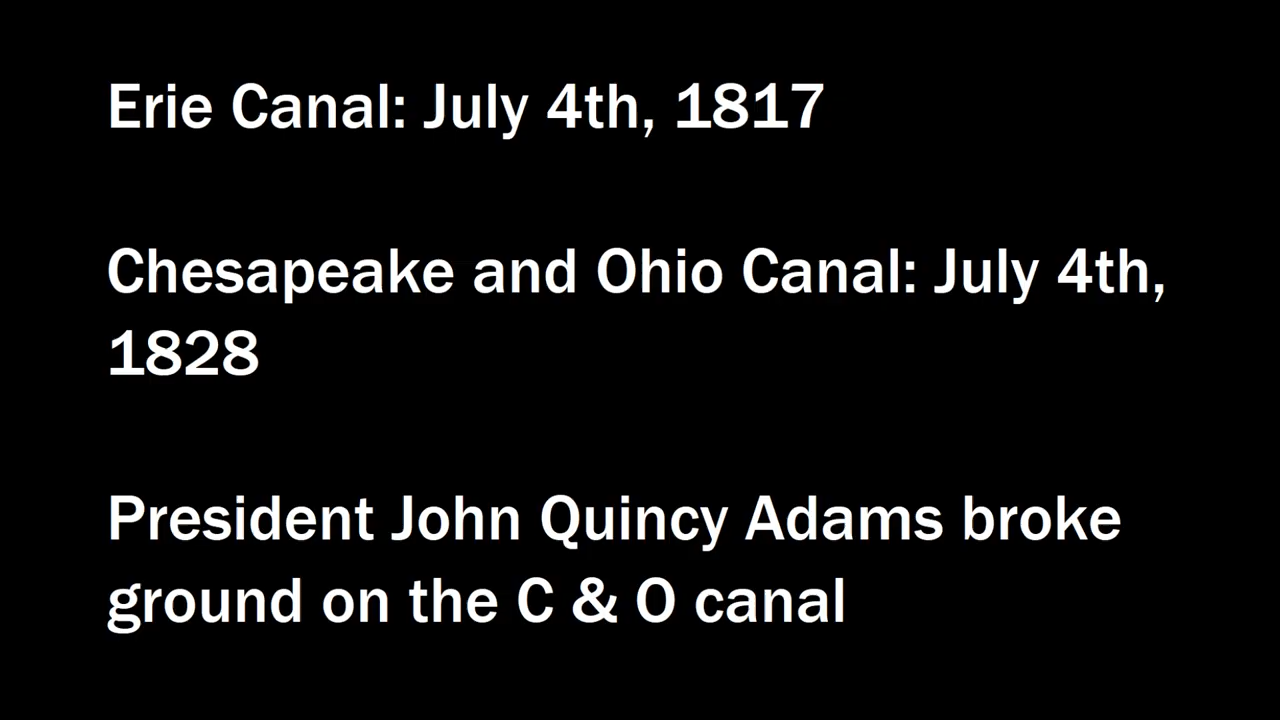 Erie Canal: July 4th, 1817
Chesapeake and Ohio Canal: July 4th,
1828
President John Quincy Adams broke
ground on the C & O canal